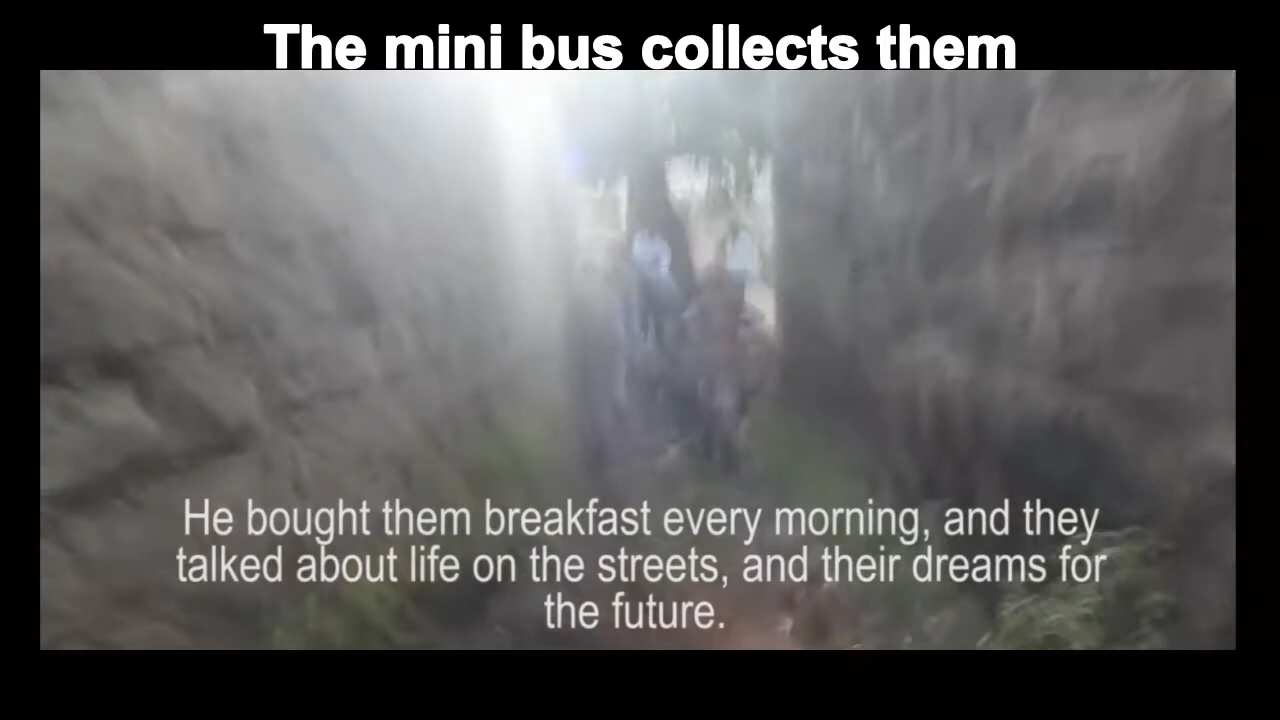 The mini bus collects them
He bought them breakfast every morning, and they
talked about life on the streets, and their dreams for
the future.